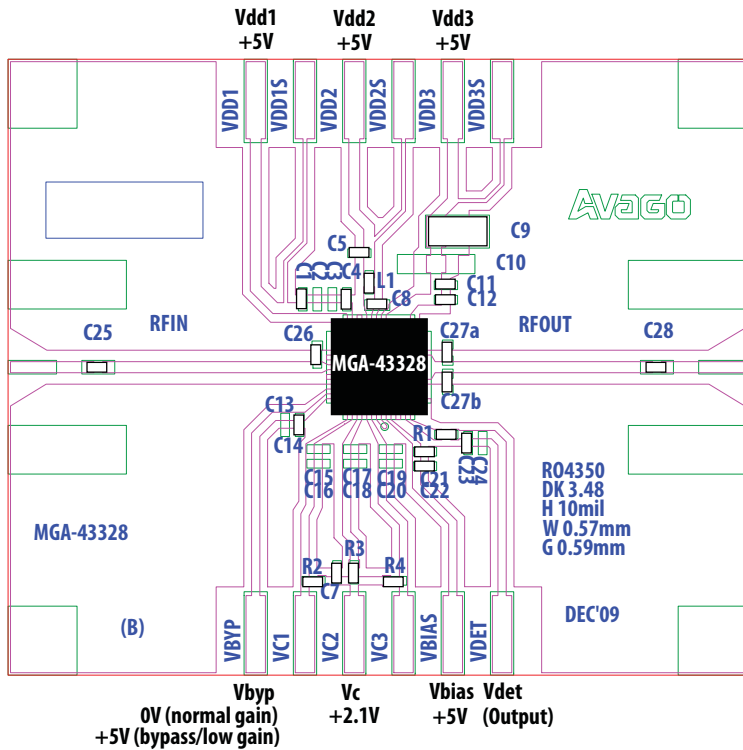 Vdd1
+5V
Vdd2
+5V
Vdd3
+5V
VDD1
VDD1S
VDD2
VDD2S
VDD3
VDD3S
AVAGO
C9
C5
C10
C1
C2
C3
C4
L1
C11
C8
C12
RFIN
RFOUT
C25
C26
C27a
C28
MGA-43328
C27b
C13
C14
R1
C15
C16
C17
C18
C19
C20
C21
C22
C23
C24
RO4350
DK 3.48
H 10mil
W 0.57mm
G 0.59mm
MGA-43328
R2
R3
R4
C7
(B)
DEC'09
VBYP
VC1
VC2
VC3
VBIAS
VDET
Vbyp
0V (normal gain)
+5V (bypass/low gain)
Vc
+2.1V
Vbias
+5V
Vdet
(Output)